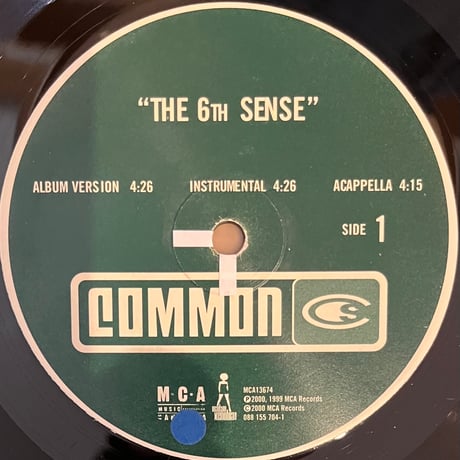 "THE 6TH SENSE"
ALBUM VERSION 4:26 INSTRUMENTAL 4:26 ACAPPELLA 4:15
SIDE 1
COMMON
M·C·A
MUSIC
MCA13674
℗2000, 1999 MCA Records
©2000 MCA Records
088 155 704-1